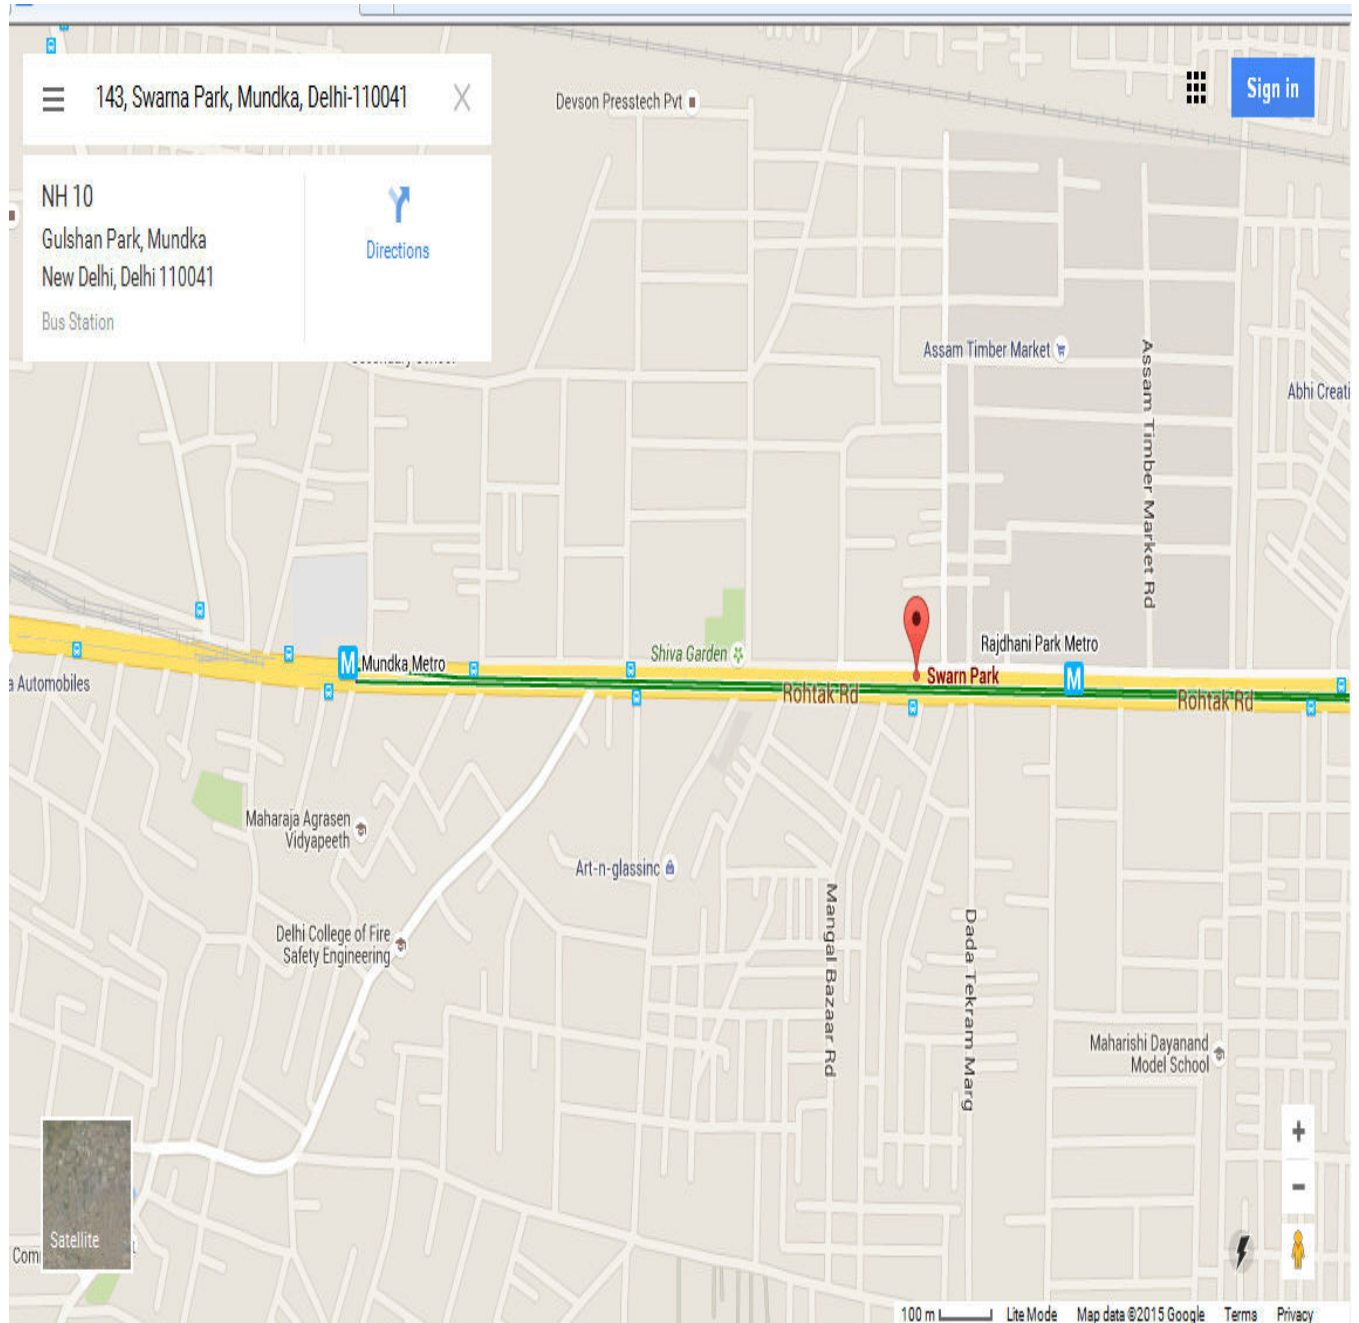 143, Swarna Park, Mundka, Delhi-110041
Sign in
NH 10
Gulshan Park, Mundka
New Delhi, Delhi 110041
Bus Station
Directions
Devson Presstech Pvt
Assam Timber Market
Assam Timber Market Rd
Abhi Creati
Shiva Garden
Rajdhani Park Metro
Mundka Metro
M
M
Swarn Park
a Automobiles
Rohtak Rd
Rohtak Rd
Maharaja Agrasen
Vidyapeeth
Art-n-glassinc
Delhi College of Fire
Safety Engineering
Mangal Bazaar Rd
Dada Tekram Marg
Maharishi Dayanand
Model School
Satellite
Com
100 m
Lite Mode
Map data ©2015 Google
Terms
Privacy